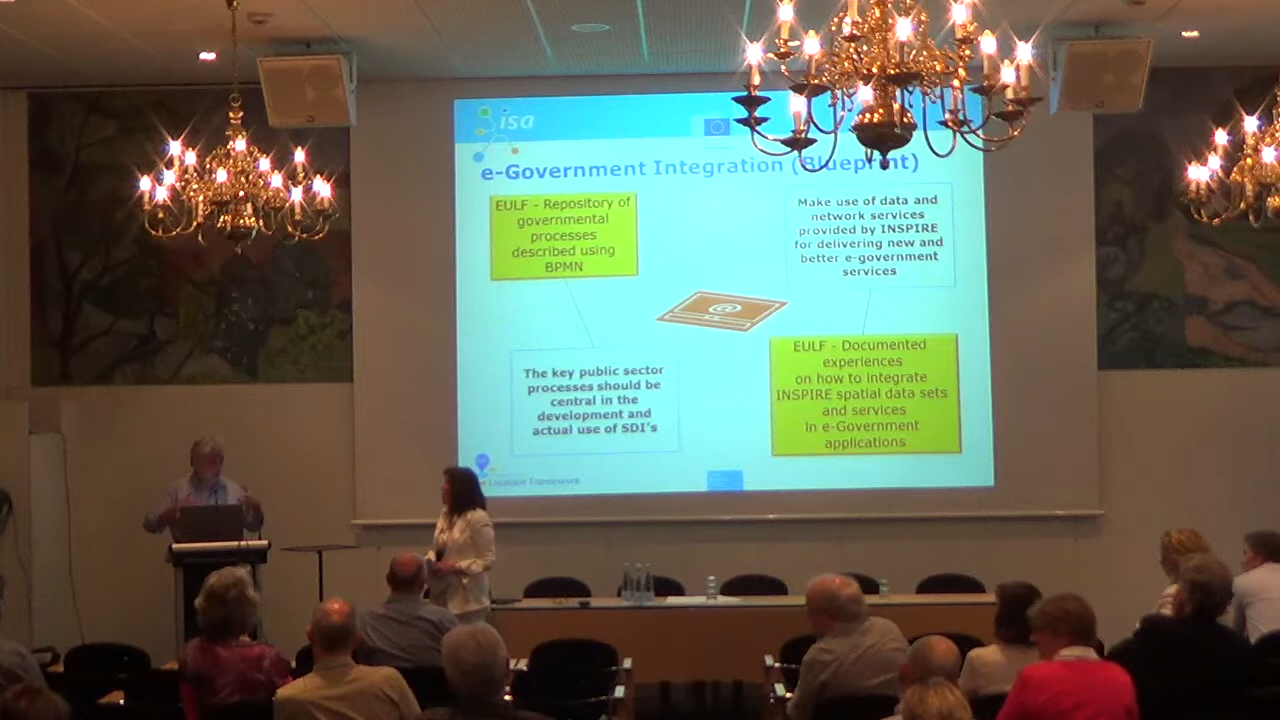 isa
e-Government Integration (Blueprint)
EULF - Repository of
governmental
processes
described using
BPMN
Make use of data and
network services
provided by INSPIRE
for delivering new and
better e-government
services
@
The key public sector
processes should be
central in the
development and
actual use of SDI's
EULF - Documented
experiences
on how to integrate
INSPIRE spatial data sets
and services
in e-Government
applications
Location Framework